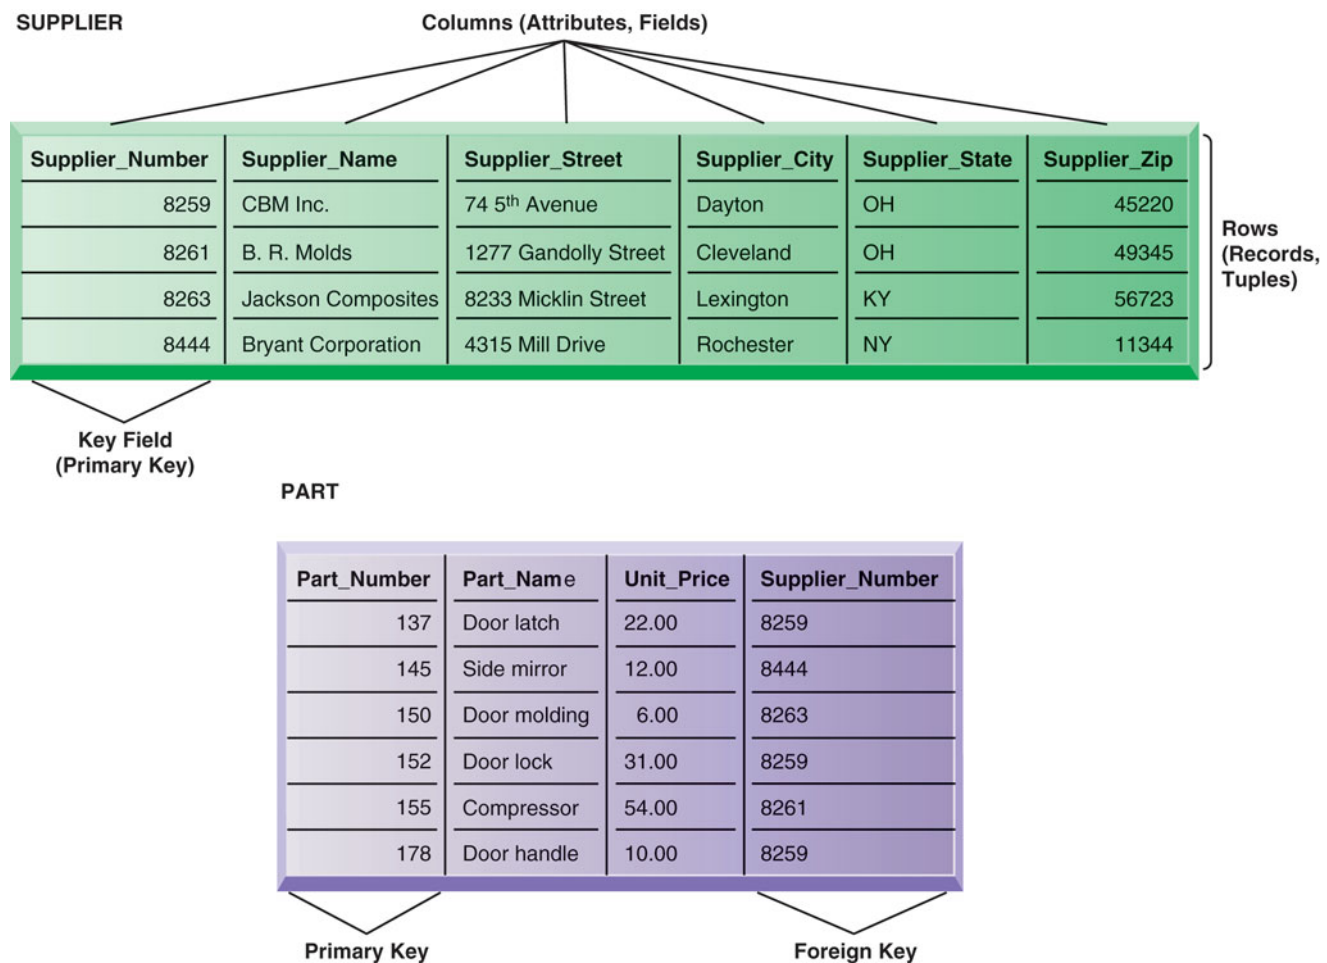 SUPPLIER Columns (Attributes, Fields)
Supplier_Number Supplier_Name Supplier_Street Supplier_City Supplier_State Supplier_Zip
8259 CBM Inc. 74 5th Avenue Dayton OH 45220
8261 B. R. Molds 1277 Gandolly Street Cleveland OH 49345
8263 Jackson Composites 8233 Micklin Street Lexington KY 56723
8444 Bryant Corporation 4315 Mill Drive Rochester NY 11344
Rows
(Records,
Tuples)
Key Field
(Primary Key)
PART
Part_Number Part_Name Unit_Price Supplier_Number
137 Door latch 22.00 8259
145 Side mirror 12.00 8444
150 Door molding 6.00 8263
152 Door lock 31.00 8259
155 Compressor 54.00 8261
178 Door handle 10.00 8259
Primary Key Foreign Key